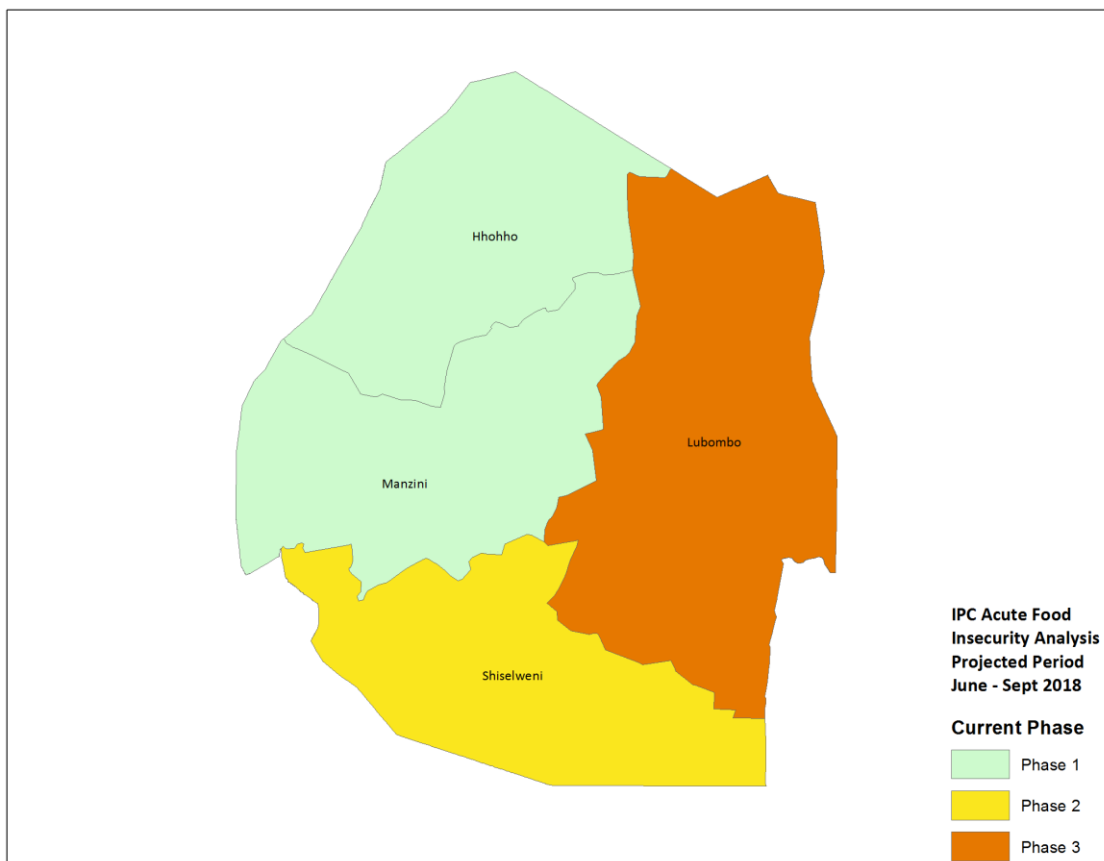 Hhohho
Lubombo
Manzini
Shiselweni
IPC Acute Food
Insecurity Analysis
Projected Period
June - Sept 2018
Current Phase
Phase 1
Phase 2
Phase 3